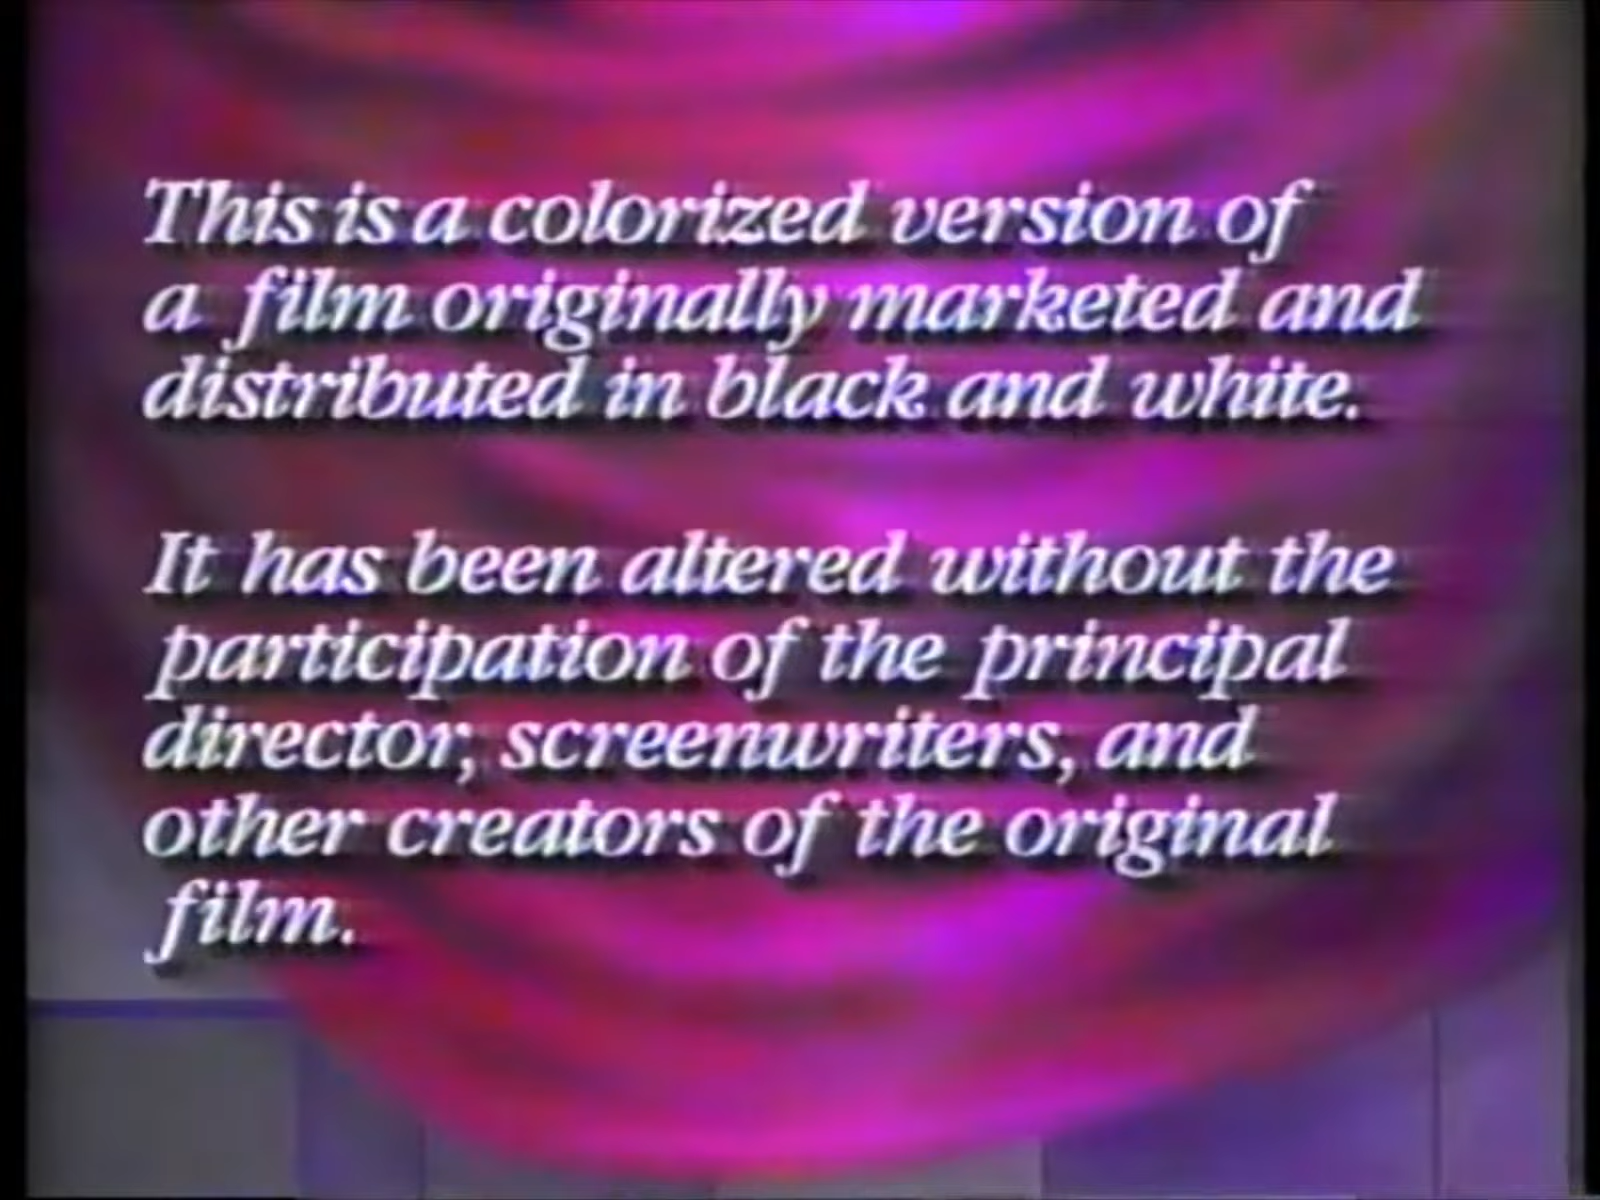 This is a colorized version of
a film originally marketed and
distributed in black and white.
It has been altered without the
participation of the principal
director, screenwriters, and
other creators of the original
film.